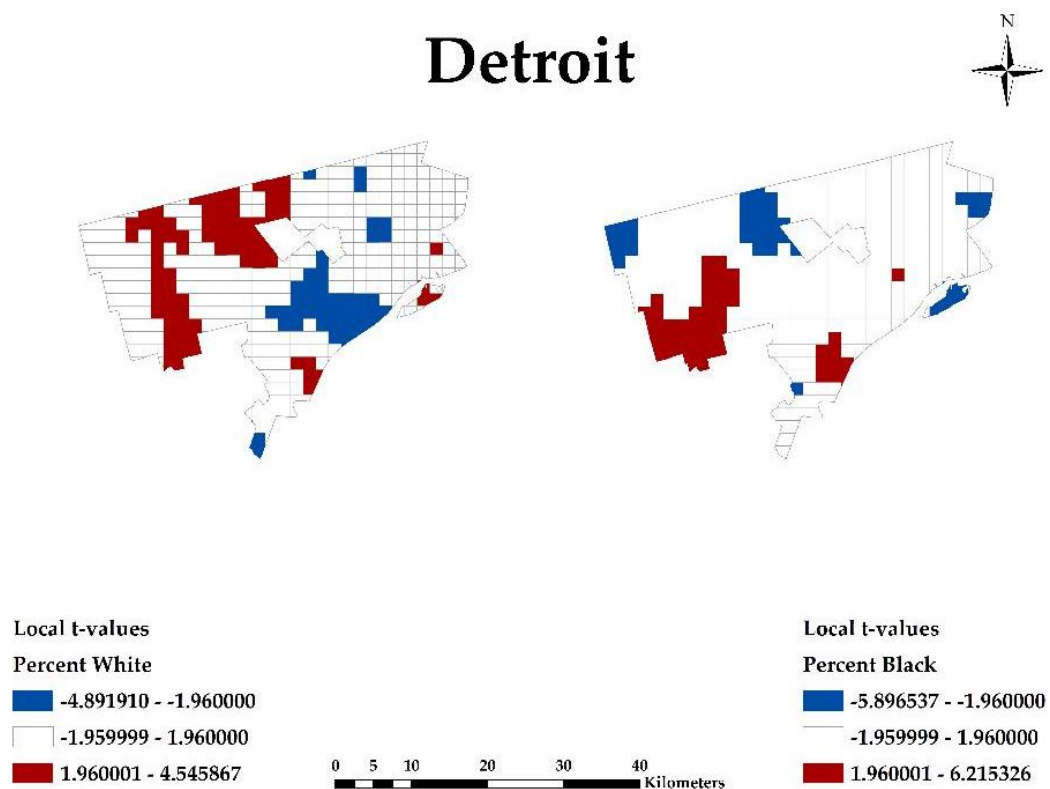 N
Detroit
Local t-values
Percent White
-4.891910 - -1.960000
-1.959999 - 1.960000
1.960001 - 4.545867
0 5 10 20 30 40
Kilometers
Local t-values
Percent Black
-5.896537 - -1.960000
-1.959999 - 1.960000
1.960001 - 6.215326